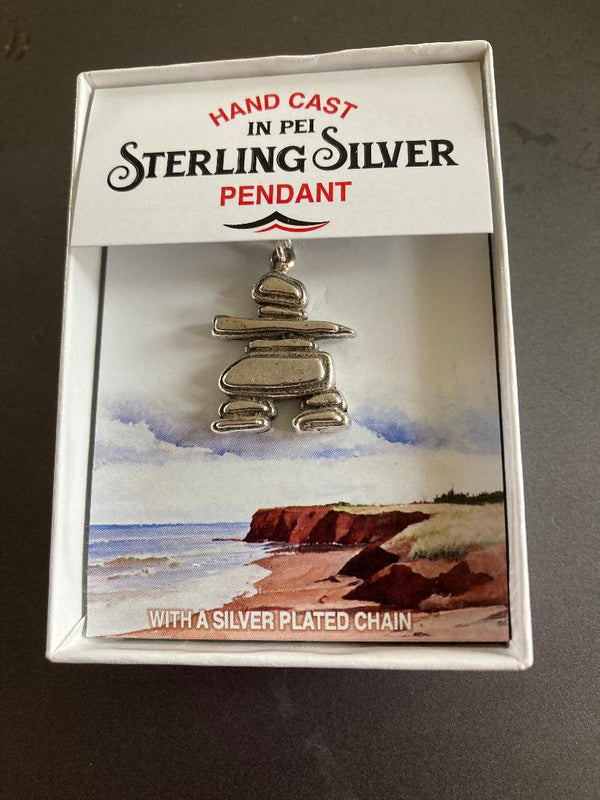 HAND CAST
IN PEI
STERLING SILVER
PENDANT
WITH A SILVER PLATED CHAIN